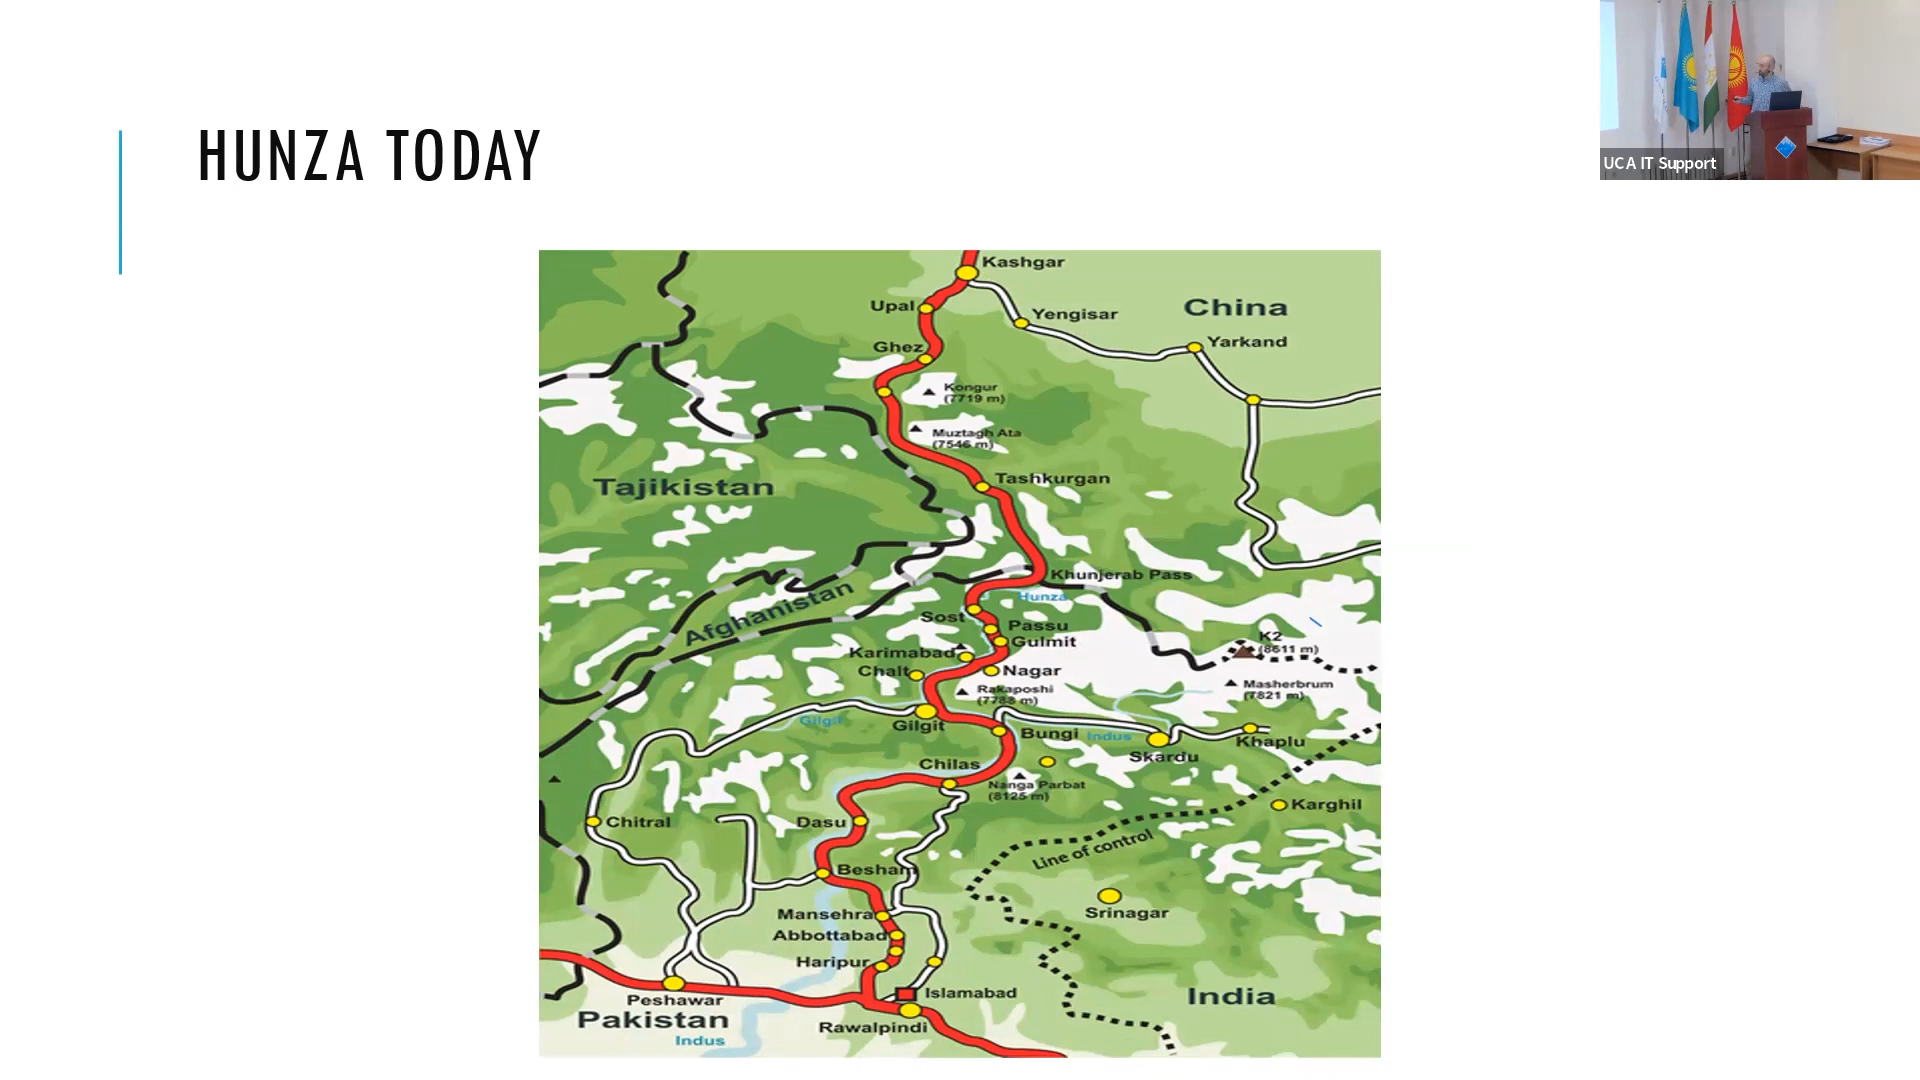 HUNZA TODAY
UCA IT Support
Kashgar
China
Upal
Yengisar
Yarkand
Ghez
Kongur
(7719 m)
Muztagh Ata
(7546 m)
Tashkurgan
Tajikistan
Khunjerab Pass
Hunza
Afghanistan
Sost
Passu
Gulmit
K2
(8611 m)
Karimabad
Chalt
Nagar
Rakaposhi
(7788 m)
Masherbrum
(7821 m)
Gilgit
Gilgit
Bungi
Indus
Skardu
Khaplu
Chilas
Nanga Parbat
(8125 m)
Karghil
Chitral
Dasu
Line of control
Besham
Mansehra
Srinagar
Abbottabad
Haripur
Islamabad
India
Peshawar
Pakistan
Rawalpindi
Indus